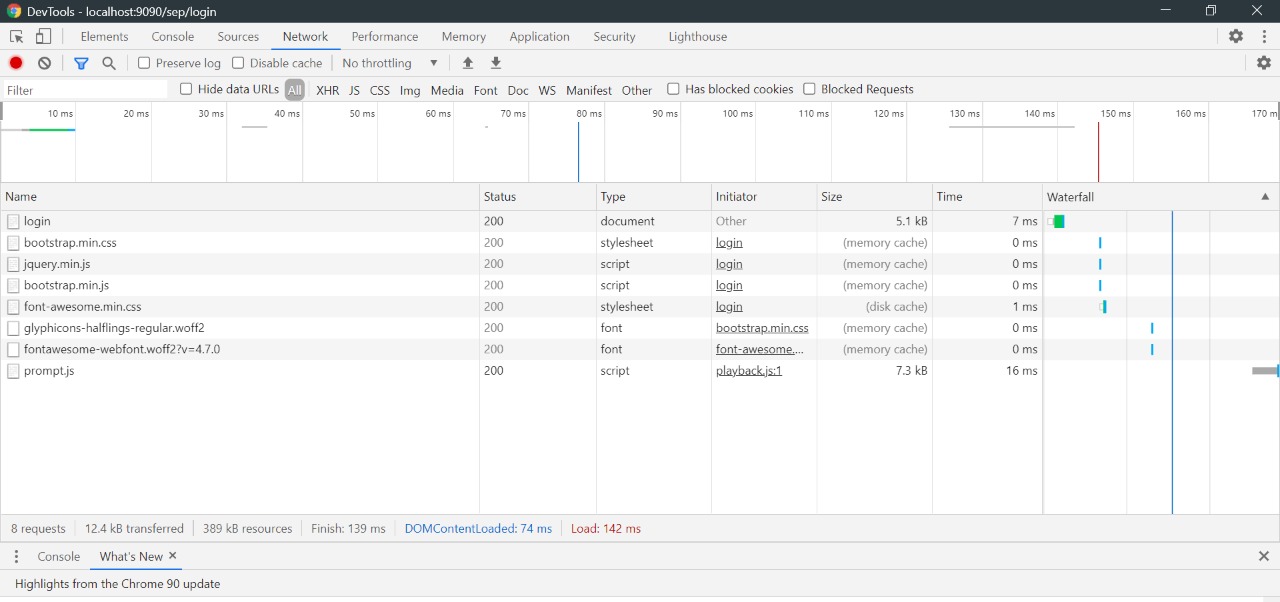 DevTools - localhost:9090/sep/login
Elements Console Sources Network Performance Memory Application Security Lighthouse
Preserve log Disable cache No throttling
Filter Hide data URLs All XHR JS CSS Img Media Font Doc WS Manifest Other Has blocked cookies Blocked Requests
10 ms 20 ms 30 ms 40 ms 50 ms 60 ms 70 ms 80 ms 90 ms 100 ms 110 ms 120 ms 130 ms 140 ms 150 ms 160 ms 170 m
Name Status Type Initiator Size Time Waterfall
login 200 document Other 5.1 kB 7 ms
bootstrap.min.css 200 stylesheet login (memory cache) 0 ms
jquery.min.js 200 script login (memory cache) 0 ms
bootstrap.min.js 200 script login (memory cache) 0 ms
font-awesome.min.css 200 stylesheet login (disk cache) 1 ms
glyphicons-halflings-regular.woff2 200 font bootstrap.min.css (memory cache) 0 ms
fontawesome-webfont.woff2?v=4.7.0 200 font font-awesome.... (memory cache) 0 ms
prompt.js 200 script playback.js:1 7.3 kB 16 ms
8 requests 12.4 kB transferred 389 kB resources Finish: 139 ms DOMContentLoaded: 74 ms Load: 142 ms
Console What's New
Highlights from the Chrome 90 update